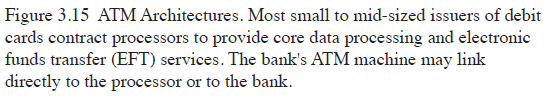 Figure 3.15 ATM Architectures. Most small to mid-sized issuers of debit
cards contract processors to provide core data processing and electronic
funds transfer (EFT) services. The bank's ATM machine may link
directly to the processor or to the bank.